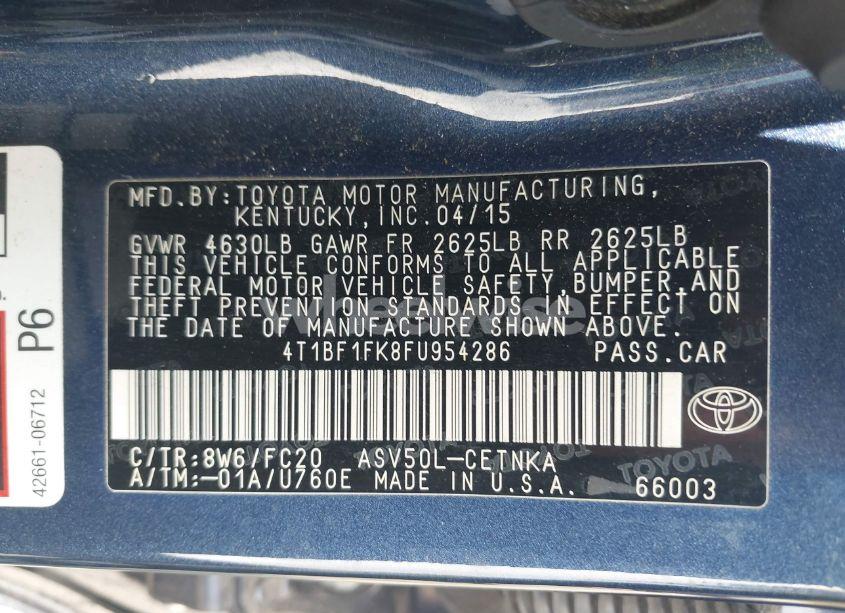 MFD.BY:TOYOTA MOTOR MANUFACTURING,
KENTUCKY,INC.04/15
GVWR 4630LB GAWR FR 2625LB RR 2625LB
THIS VEHICLE CONFORMS TO ALL APPLICABLE
FEDERAL MOTOR VEHICLE SAFETY,BUMPER,AND
THEFT PREVENTION STANDARDS IN EFFECT ON
THE DATE OF MANUFACTURE SHOWN ABOVE.
4T1BF1FK8FU954286 PASS.CAR
C/TR:8W6/FC20 ASV50L-CETNKA
A/TM:-01A/U760E MADE IN U.S.A. 66003
P6
42661-06712
TOYOTA